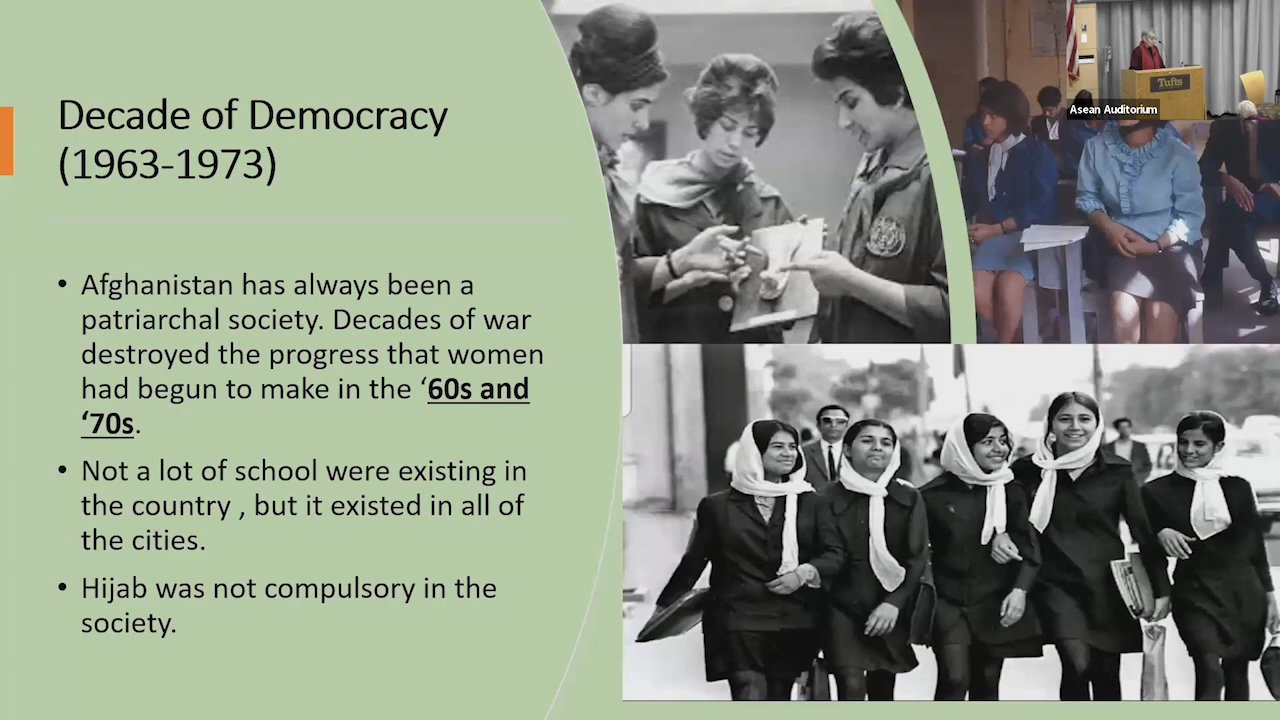 Decade of Democracy
(1963-1973)
• Afghanistan has always been a
patriarchal society. Decades of war
destroyed the progress that women
had begun to make in the ‘60s and
‘70s.
• Not a lot of school were existing in
the country , but it existed in all of
the cities.
• Hijab was not compulsory in the
society.
Tufts
Asean Auditorium